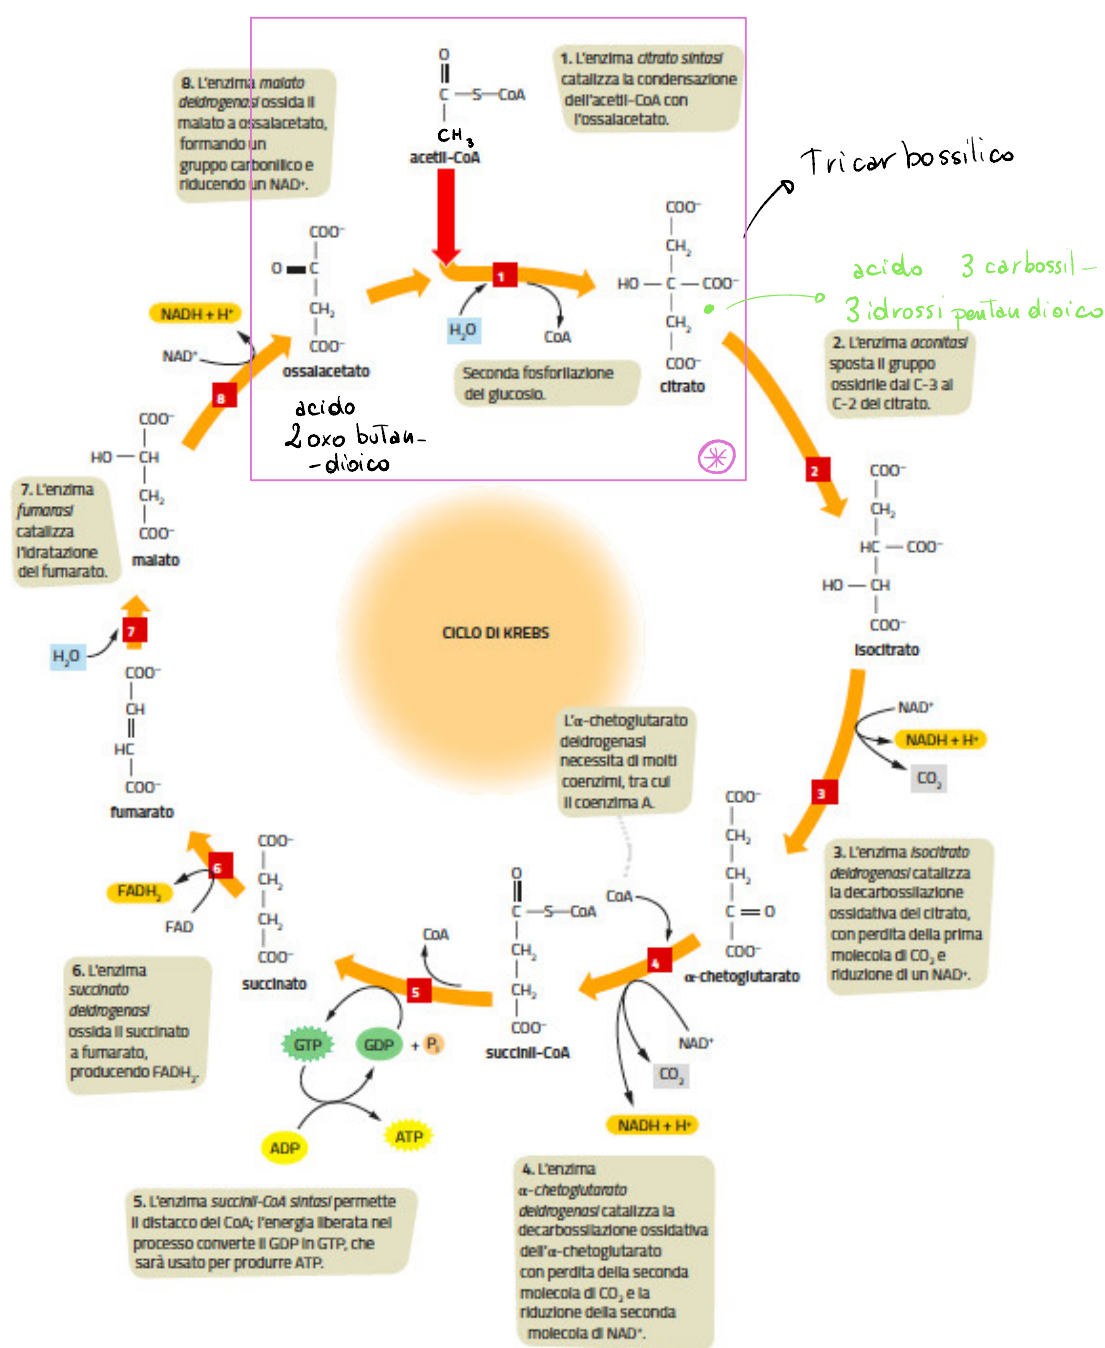 8. L'enzima malato
deidrogenasi ossida il
malato a ossalacetato,
formando un
gruppo carbonilico e
riducendo un NAD⁺.
O
C—S—CoA
CH₃
acetil-CoA
1. L'enzima citrato sintasi
catalizza la condensazione
dell'acetil-CoA con
l'ossalacetato.
Tricarbossilico
COO⁻
O C
CH₂
COO⁻
ossalacetato
acido
2 oxo butan-
-dioico
1
H₂O
CoA
Seconda fosforilazione
del glucosio.
COO⁻
CH₂
HO—C—COO⁻
CH₂
COO⁻
citrato
acido 3 carbossil-
3 idrossi pentandioico
2. L'enzima aconitasi
sposta il gruppo
ossidrile dal C-3 al
C-2 del citrato.
2
COO⁻
CH₂
HC—COO⁻
HO—CH
COO⁻
isocitrato
NAD⁺
NADH + H⁺
CO₂
3
3. L'enzima isocitrato
deidrogenasi catalizza
la decarbossilazione
ossidativa del citrato,
con perdita della prima
molecola di CO₂ e
riduzione di un NAD⁺.
COO⁻
CH₂
CH₂
C=O
COO⁻
α-chetoglutarato
L'α-chetoglutarato
deidrogenasi
necessita di molti
coenzimi, tra cui
il coenzima A.
CoA
4
NAD⁺
CO₂
NADH + H⁺
4. L'enzima
α-chetoglutarato
deidrogenasi catalizza la
decarbossilazione ossidativa
dell'α-chetoglutarato
con perdita della seconda
molecola di CO₂ e la
riduzione della seconda
molecola di NAD⁺.
O
C—S—CoA
CH₂
CH₂
COO⁻
succinil-CoA
CoA
5
GTP
GDP + Pᵢ
ADP
ATP
5. L'enzima succinil-CoA sintasi permette
il distacco del CoA; l'energia liberata nel
processo converte il GDP in GTP, che
sarà usato per produrre ATP.
COO⁻
CH₂
CH₂
COO⁻
succinato
6
FADH₂
FAD
6. L'enzima
succinato
deidrogenasi
ossida il succinato
a fumarato,
producendo FADH₂.
COO⁻
CH
HC
COO⁻
fumarato
7
H₂O
7. L'enzima
fumarasi
catalizza
l'idratazione
del fumarato.
COO⁻
HO—CH
CH₂
COO⁻
malato
8
NAD⁺
NADH + H⁺
CICLO DI KREBS